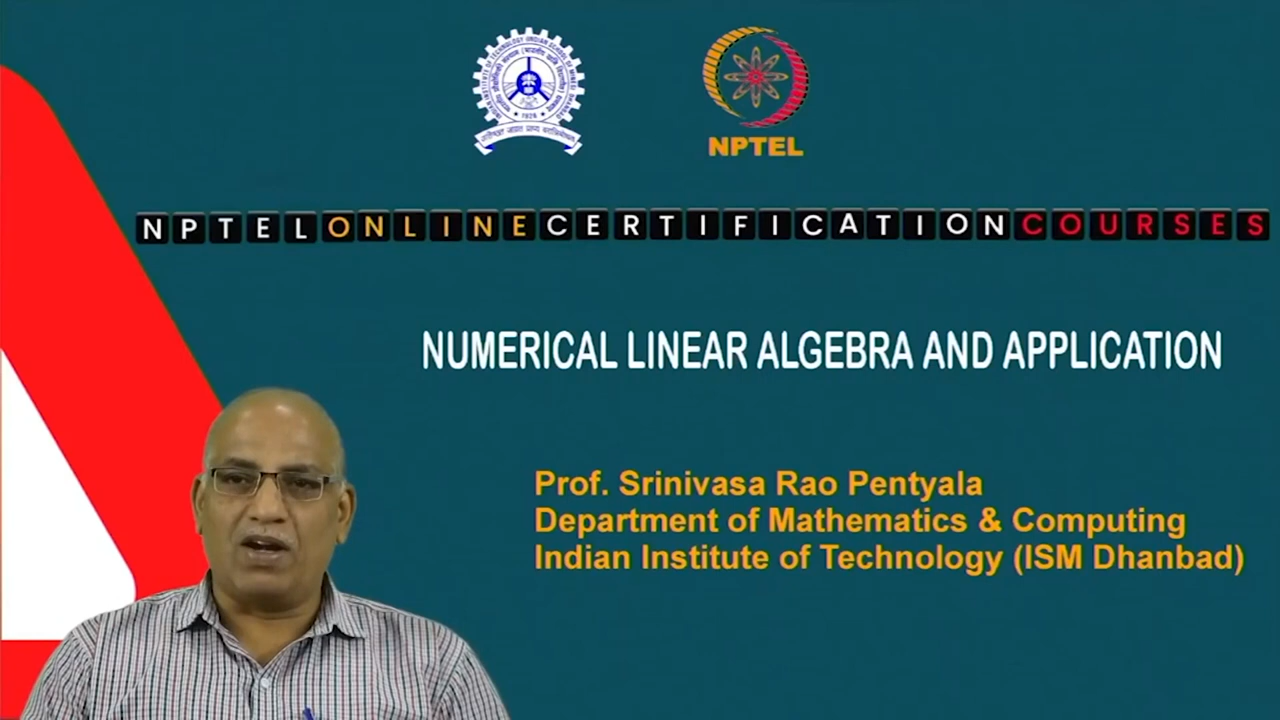 NPTEL
NPTEL ONLINE CERTIFICATION COURSES
NUMERICAL LINEAR ALGEBRA AND APPLICATION
Prof. Srinivasa Rao Pentyala
Department of Mathematics & Computing
Indian Institute of Technology (ISM Dhanbad)